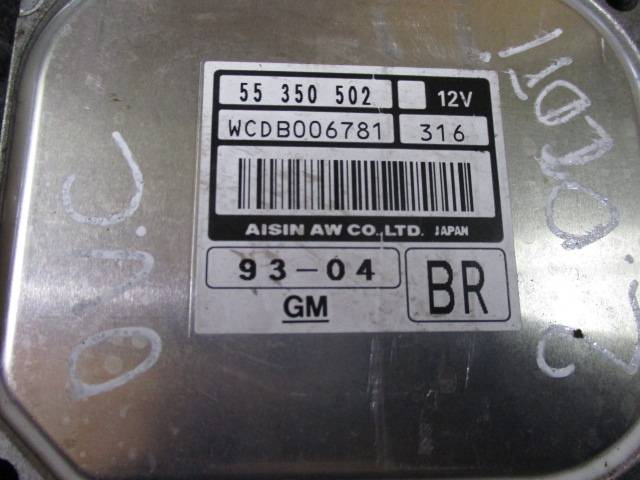 55 350 502 12V
WCDB006781 316
AISIN AW CO.,LTD. JAPAN
93-04
GM
BR